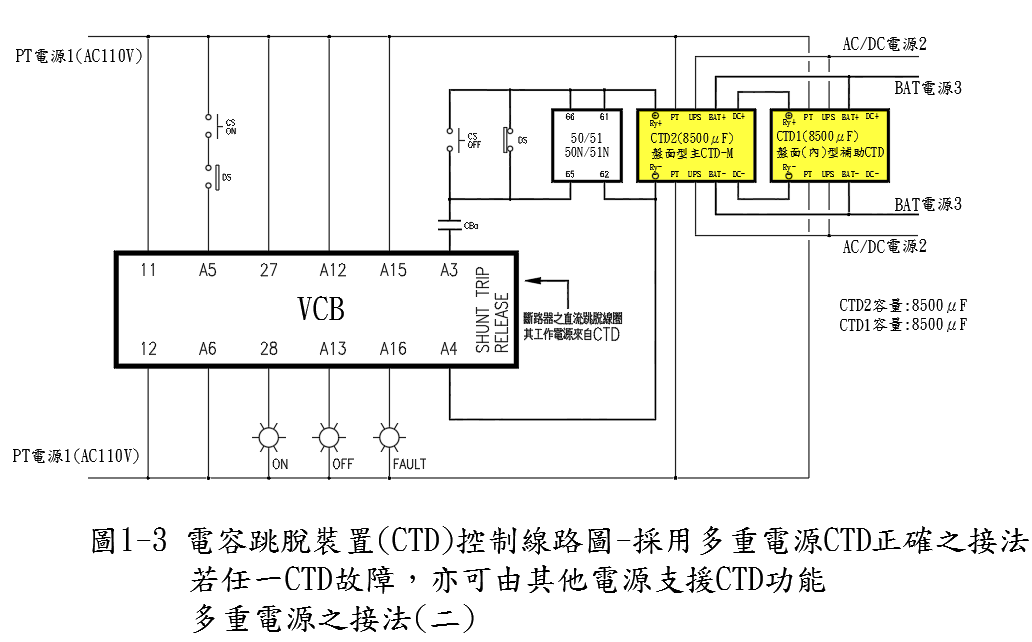 PT電源1(AC110V)
AC/DC電源2
BAT電源3
CS
ON
DS
CS
OFF
DS
66 61
50/51
50N/51N
65 62
Ry+ PT UPS BAT+ DC+
CTD2(8500μF)
盤面型主CTD-M
Ry- PT UPS BAT- DC-
Ry+ PT UPS BAT+ DC+
CTD1(8500μF)
盤面(內)型補助CTD
Ry- PT UPS BAT- DC-
BAT電源3
AC/DC電源2
CBa
11 A5 27 A12 A15 A3
VCB
SHUNT TRIP
RELEASE
12 A6 28 A13 A16 A4
斷路器之直流跳脫線圈
其工作電源來自CTD
CTD2容量:8500μF
CTD1容量:8500μF
PT電源1(AC110V)
ON
OFF
FAULT
圖1-3 電容跳脫裝置(CTD)控制線路圖-採用多重電源CTD正確之接法
若任一CTD故障，亦可由其他電源支援CTD功能
多重電源之接法(二)